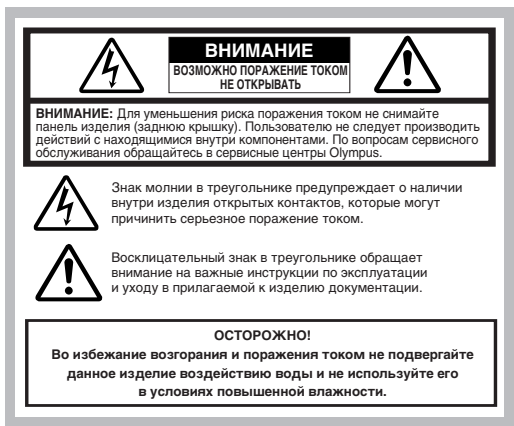 ВНИМАНИЕ
ВОЗМОЖНО ПОРАЖЕНИЕ ТОКОМ
НЕ ОТКРЫВАТЬ
ВНИМАНИЕ: Для уменьшения риска поражения током не снимайте
панель изделия (заднюю крышку). Пользователю не следует производить
действий с находящимися внутри компонентами. По вопросам сервисного
обслуживания обращайтесь в сервисные центры Olympus.
Знак молнии в треугольнике предупреждает о наличии
внутри изделия открытых контактов, которые могут
причинить серьезное поражение током.
Восклицательный знак в треугольнике обращает
внимание на важные инструкции по эксплуатации
и уходу в прилагаемой к изделию документации.
ОСТОРОЖНО!
Во избежание возгорания и поражения током не подвергайте
данное изделие воздействию воды и не используйте его
в условиях повышенной влажности.